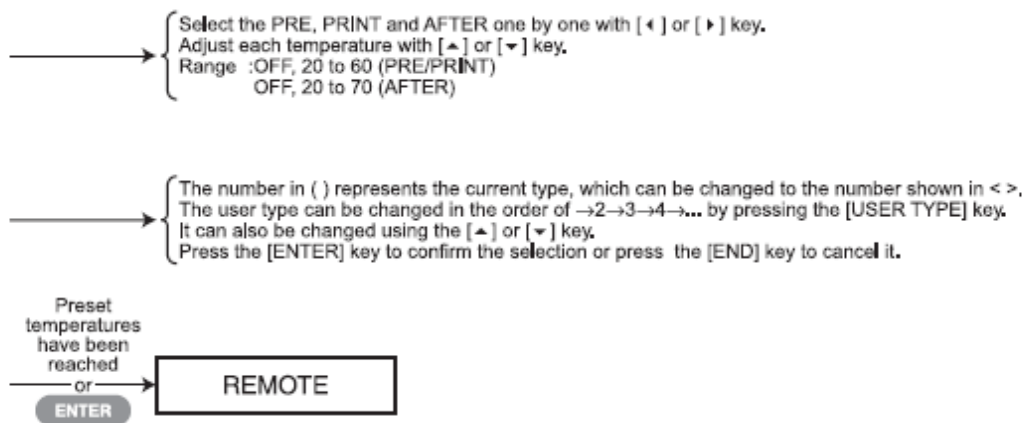 Select the PRE, PRINT and AFTER one by one with [ ◂ ] or [ ▸ ] key.
Adjust each temperature with [ ▴ ] or [ ▾ ] key.
Range :OFF, 20 to 60 (PRE/PRINT)
OFF, 20 to 70 (AFTER)
The number in ( ) represents the current type, which can be changed to the number shown in < >.
The user type can be changed in the order of →2→3→4→... by pressing the [USER TYPE] key.
It can also be changed using the [ ▴ ] or [ ▾ ] key.
Press the [ENTER] key to confirm the selection or press the [END] key to cancel it.
Preset
temperatures
have been
reached
or
ENTER
REMOTE